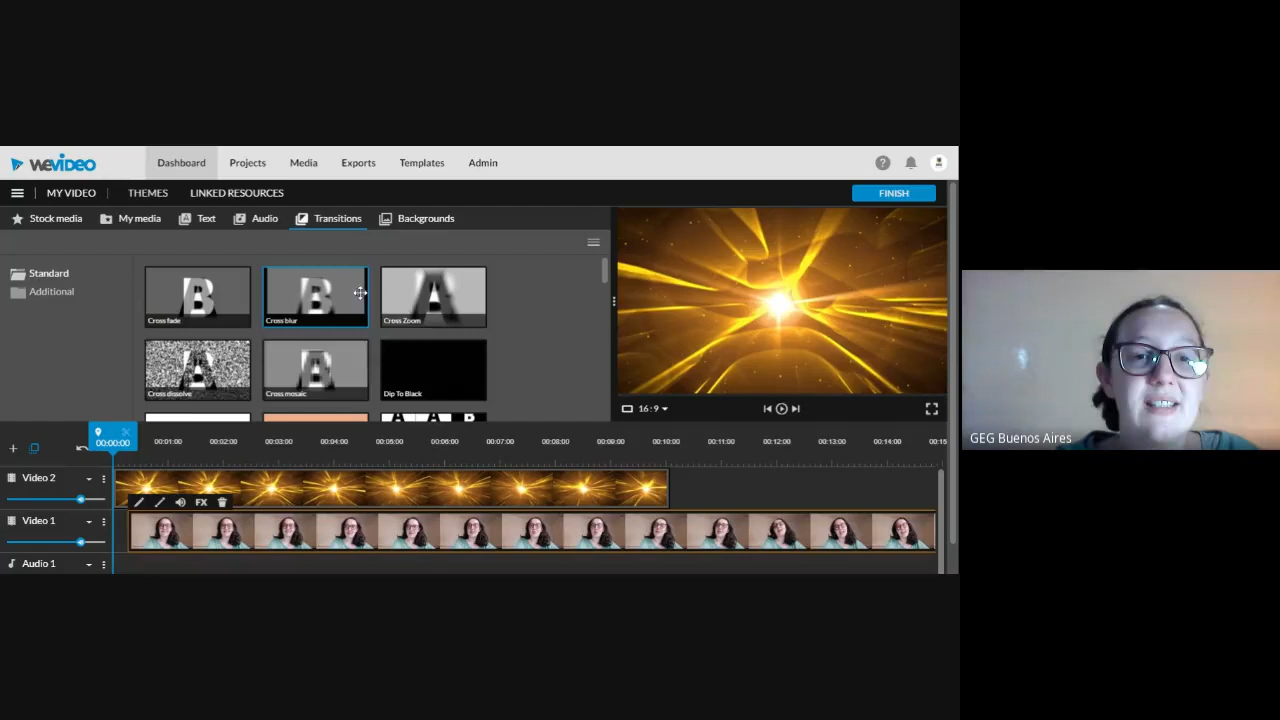 WeVideo
Dashboard Projects Media Exports Templates Admin
MY VIDEO THEMES LINKED RESOURCES FINISH
Stock media My media Text Audio Transitions Backgrounds
Standard
Additional
Cross fade Cross blur Cross Zoom
Cross dissolve Cross mosaic Dip To Black
16:9
GEG Buenos Aires
00:00:00 00:01:00 00:02:00 00:03:00 00:04:00 00:05:00 00:06:00 00:07:00 00:08:00 00:09:00 00:10:00 00:11:00 00:12:00 00:13:00 00:14:00 00:15
Video 2
FX
Video 1
Audio 1